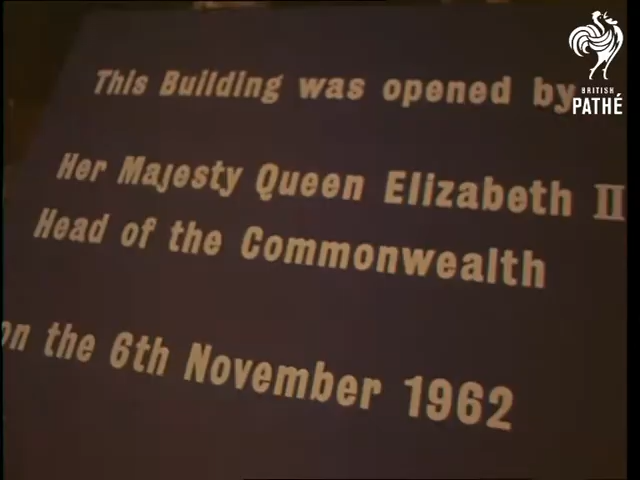 This Building was opened by
Her Majesty Queen Elizabeth II
Head of the Commonwealth
on the 6th November 1962
BRITISH
PATHÉ